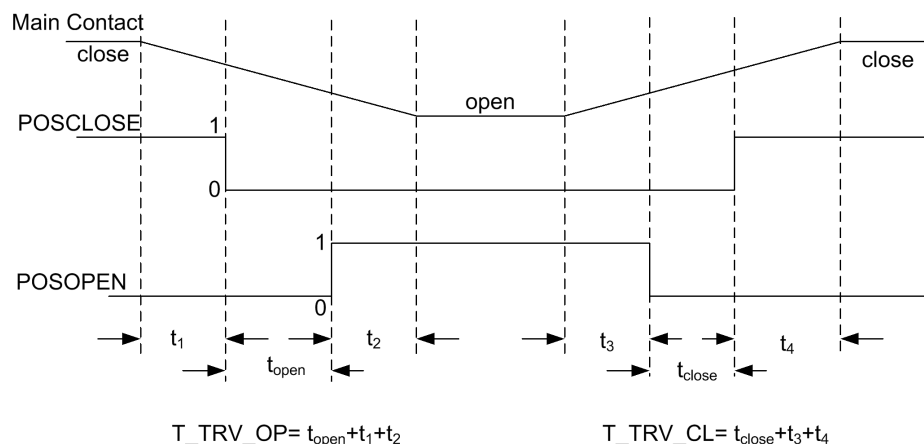 Main Contact
close
open
close
POSCLOSE
1
0
1
POSOPEN
0
t1
t2
t3
t4
topen
tclose
T_TRV_OP= topen+t1+t2
T_TRV_CL= tclose+t3+t4